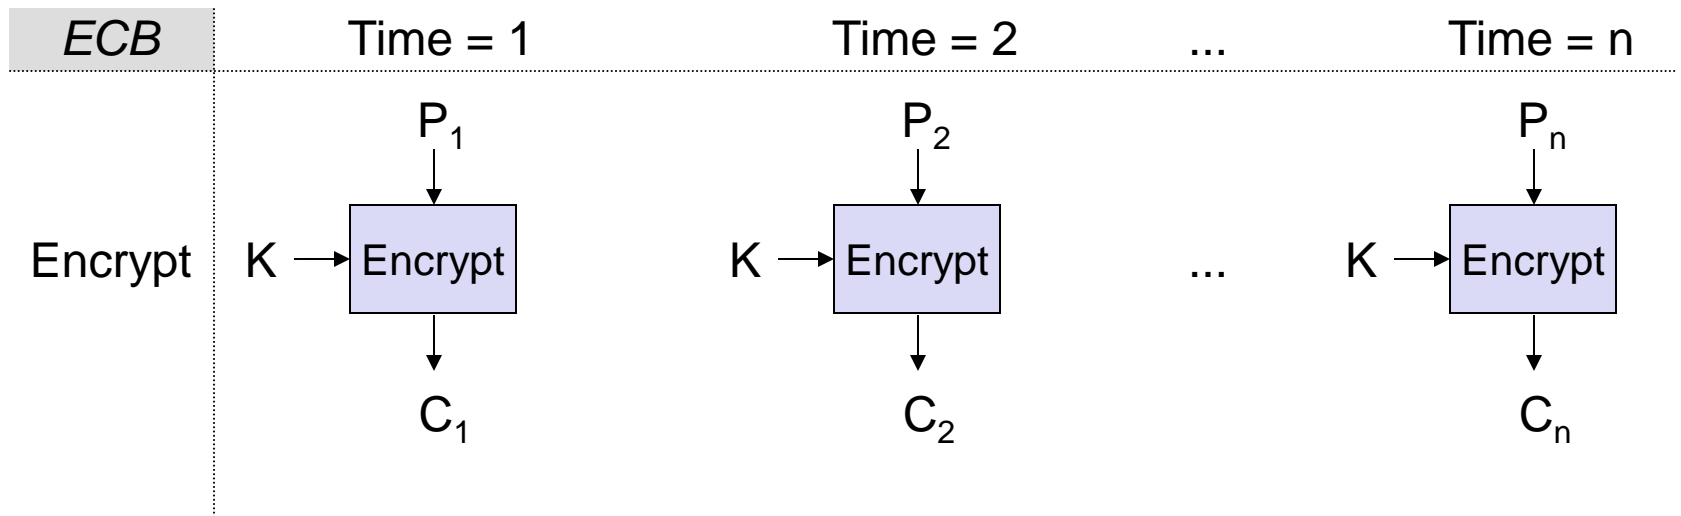 ECB Time = 1 Time = 2 ... Time = n
P1 P2 Pn
Encrypt K Encrypt K Encrypt ... K Encrypt
C1 C2 Cn